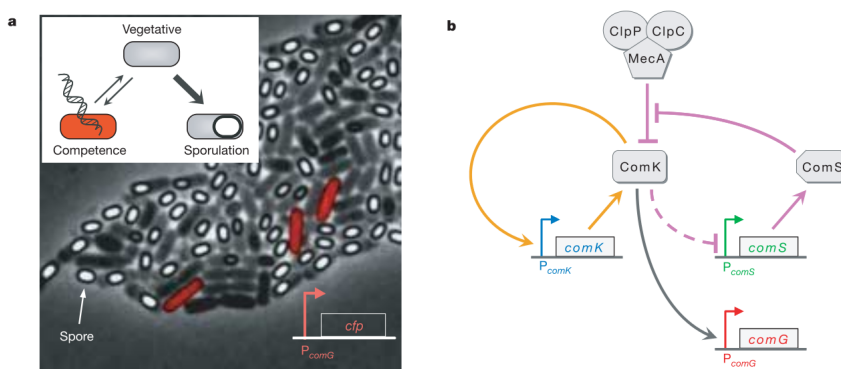 a
Vegetative
Competence
Sporulation
Spore
cfp
PcomG
b
ClpP
ClpC
MecA
ComK
ComS
comK
PcomK
comS
PcomS
comG
PcomG